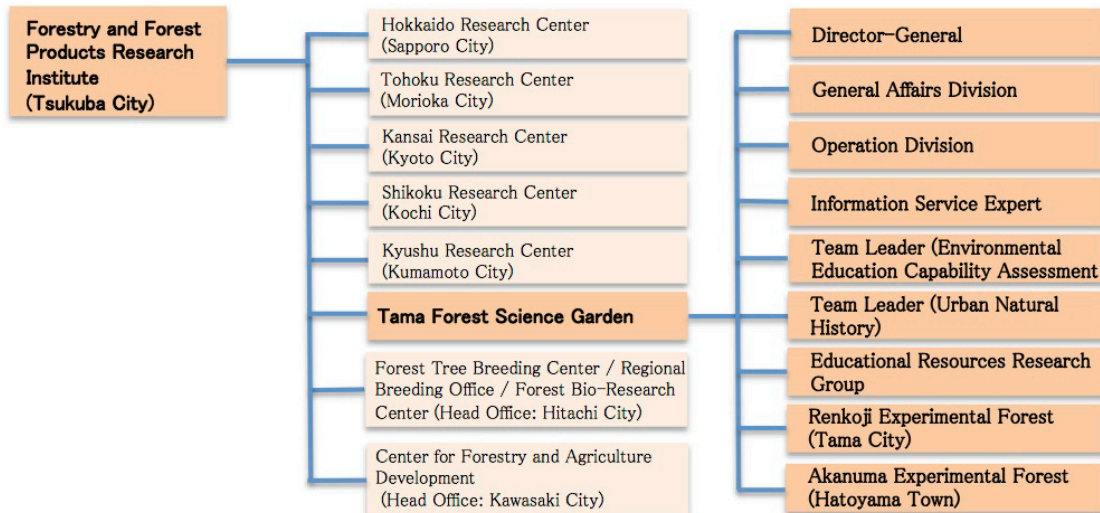 Forestry and Forest
Products Research
Institute
(Tsukuba City)
Hokkaido Research Center
(Sapporo City)
Tohoku Research Center
(Morioka City)
Kansai Research Center
(Kyoto City)
Shikoku Research Center
(Kochi City)
Kyushu Research Center
(Kumamoto City)
Tama Forest Science Garden
Forest Tree Breeding Center / Regional
Breeding Office / Forest Bio-Research
Center (Head Office: Hitachi City)
Center for Forestry and Agriculture
Development
(Head Office: Kawasaki City)
Director-General
General Affairs Division
Operation Division
Information Service Expert
Team Leader (Environmental
Education Capability Assessment
Team Leader (Urban Natural
History)
Educational Resources Research
Group
Renkoji Experimental Forest
(Tama City)
Akanuma Experimental Forest
(Hatoyama Town)